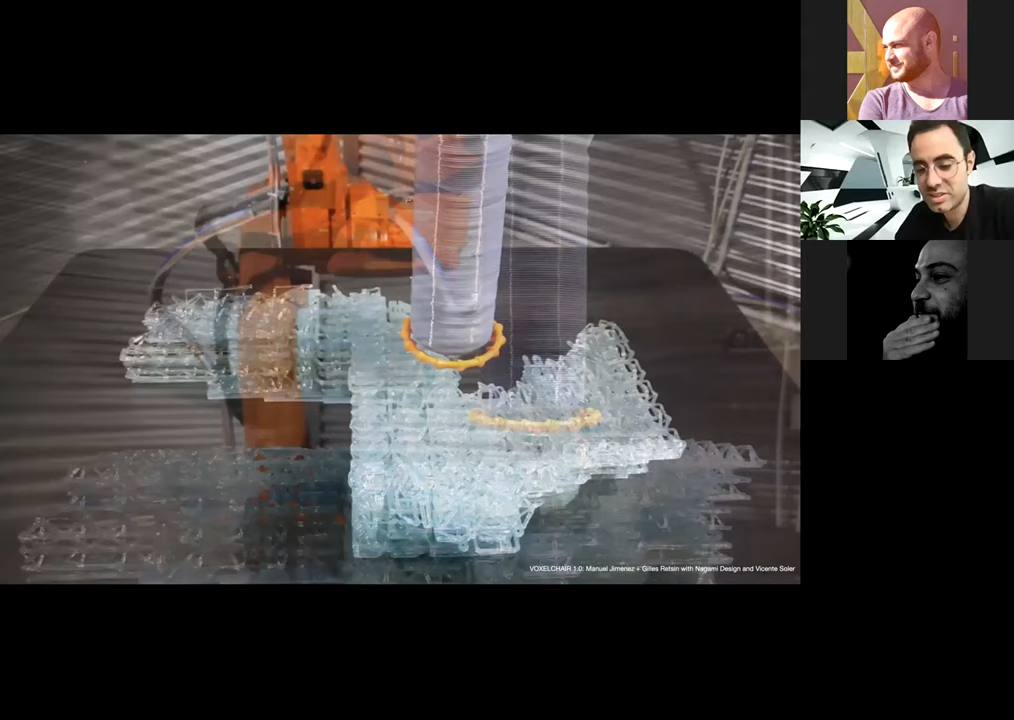 VOXELCHAIR 1.0: Manuel Jimenez + Gilles Retsin with Nagami Design and Vicente Soler